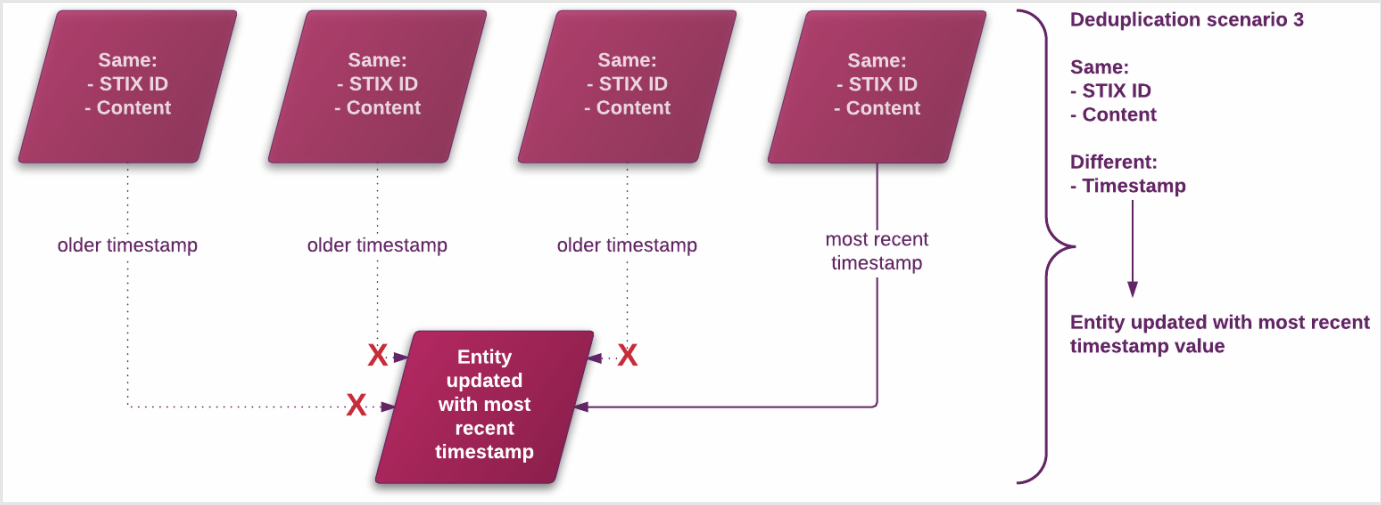 Same:
- STIX ID
- Content
Same:
- STIX ID
- Content
Same:
- STIX ID
- Content
Same:
- STIX ID
- Content
older timestamp
older timestamp
older timestamp
most recent
timestamp
X
X
X
Entity
updated
with most
recent
timestamp
Deduplication scenario 3
Same:
- STIX ID
- Content
Different:
- Timestamp
Entity updated with most recent
timestamp value